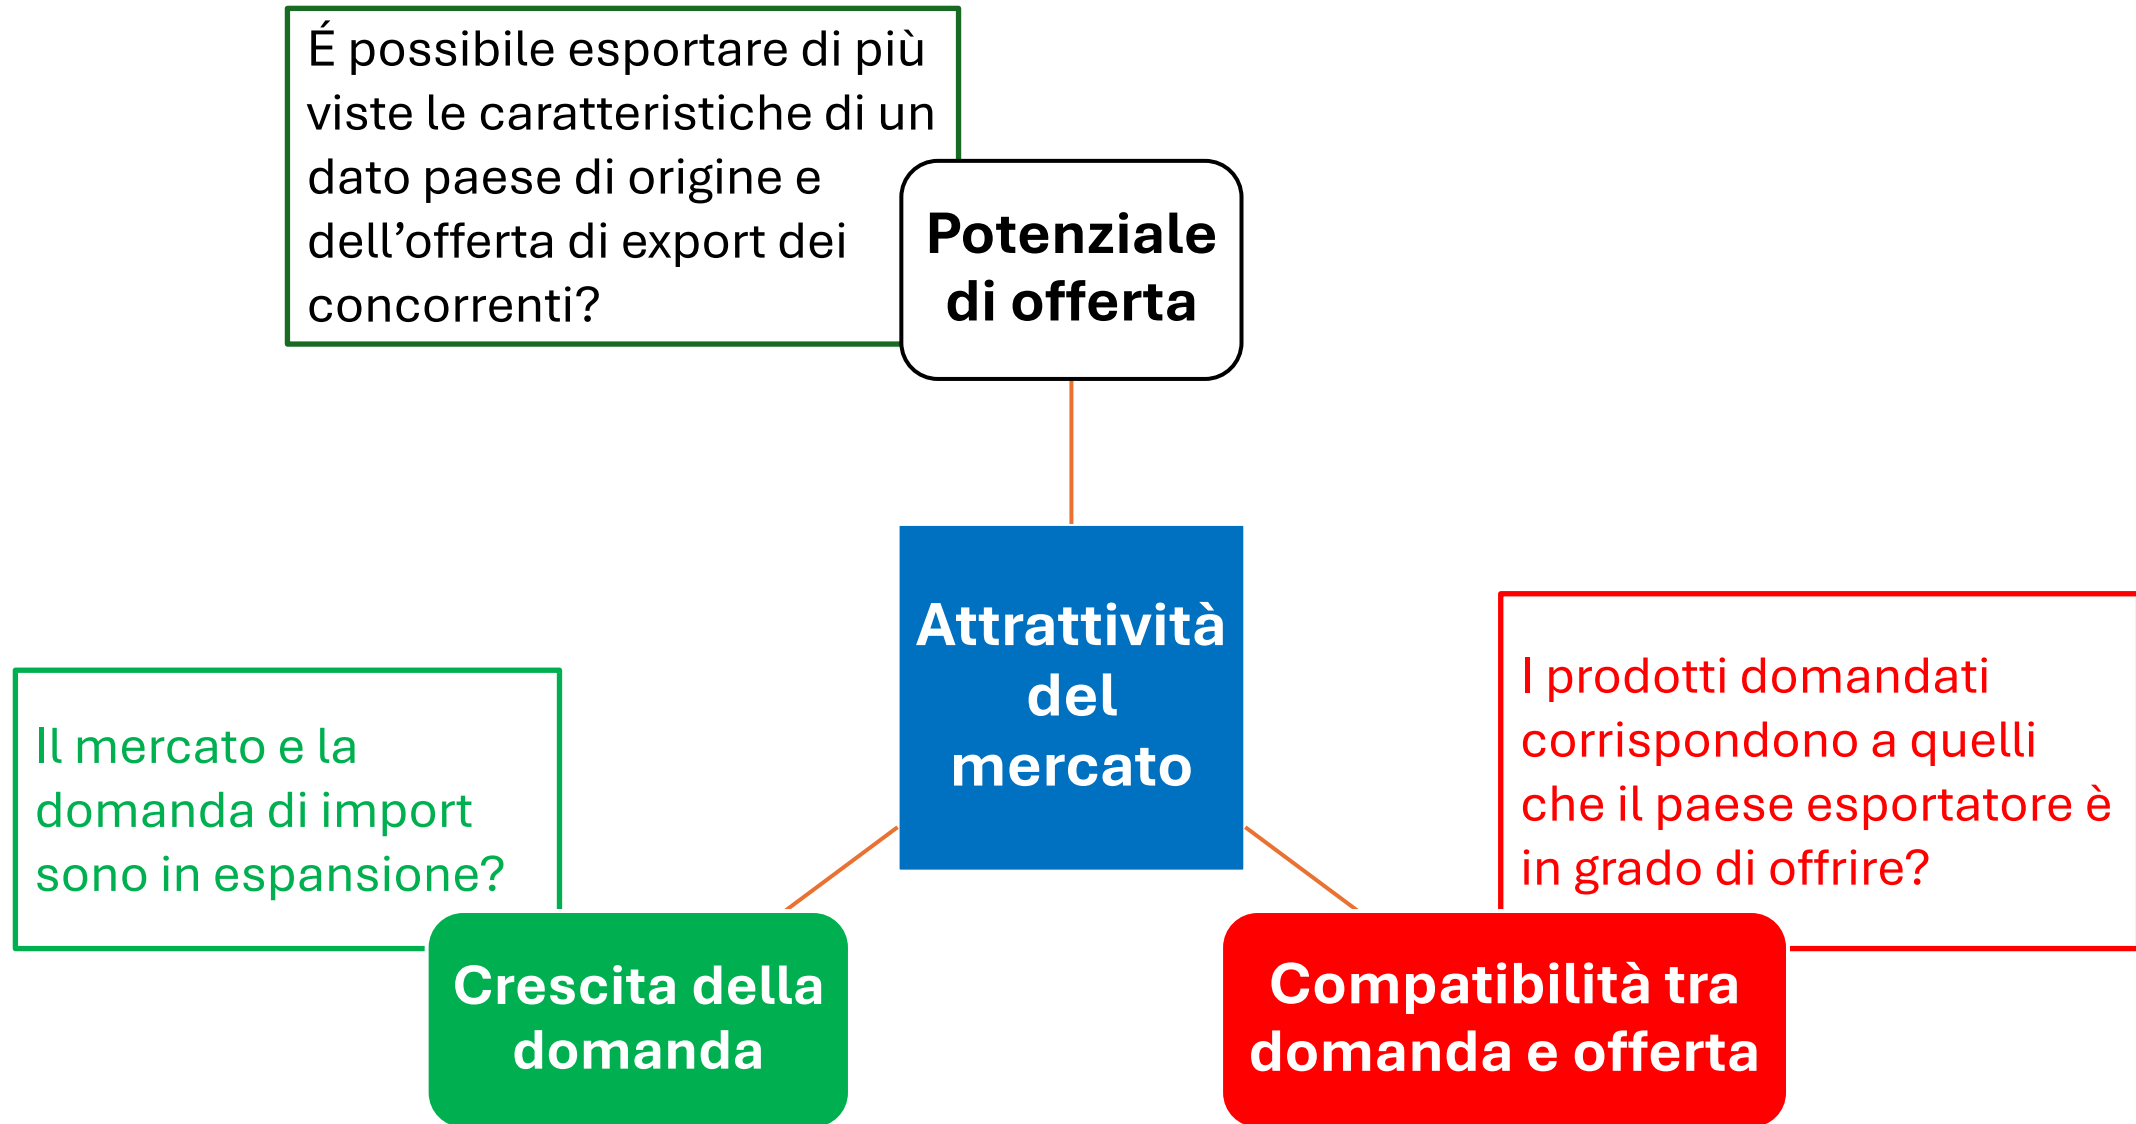 É possibile esportare di più
viste le caratteristiche di un
dato paese di origine e
dell’offerta di export dei
concorrenti?
Potenziale
di offerta
Attrattività
del
mercato
Il mercato e la
domanda di import
sono in espansione?
Crescita della
domanda
I prodotti domandati
corrispondono a quelli
che il paese esportatore è
in grado di offrire?
Compatibilità tra
domanda e offerta